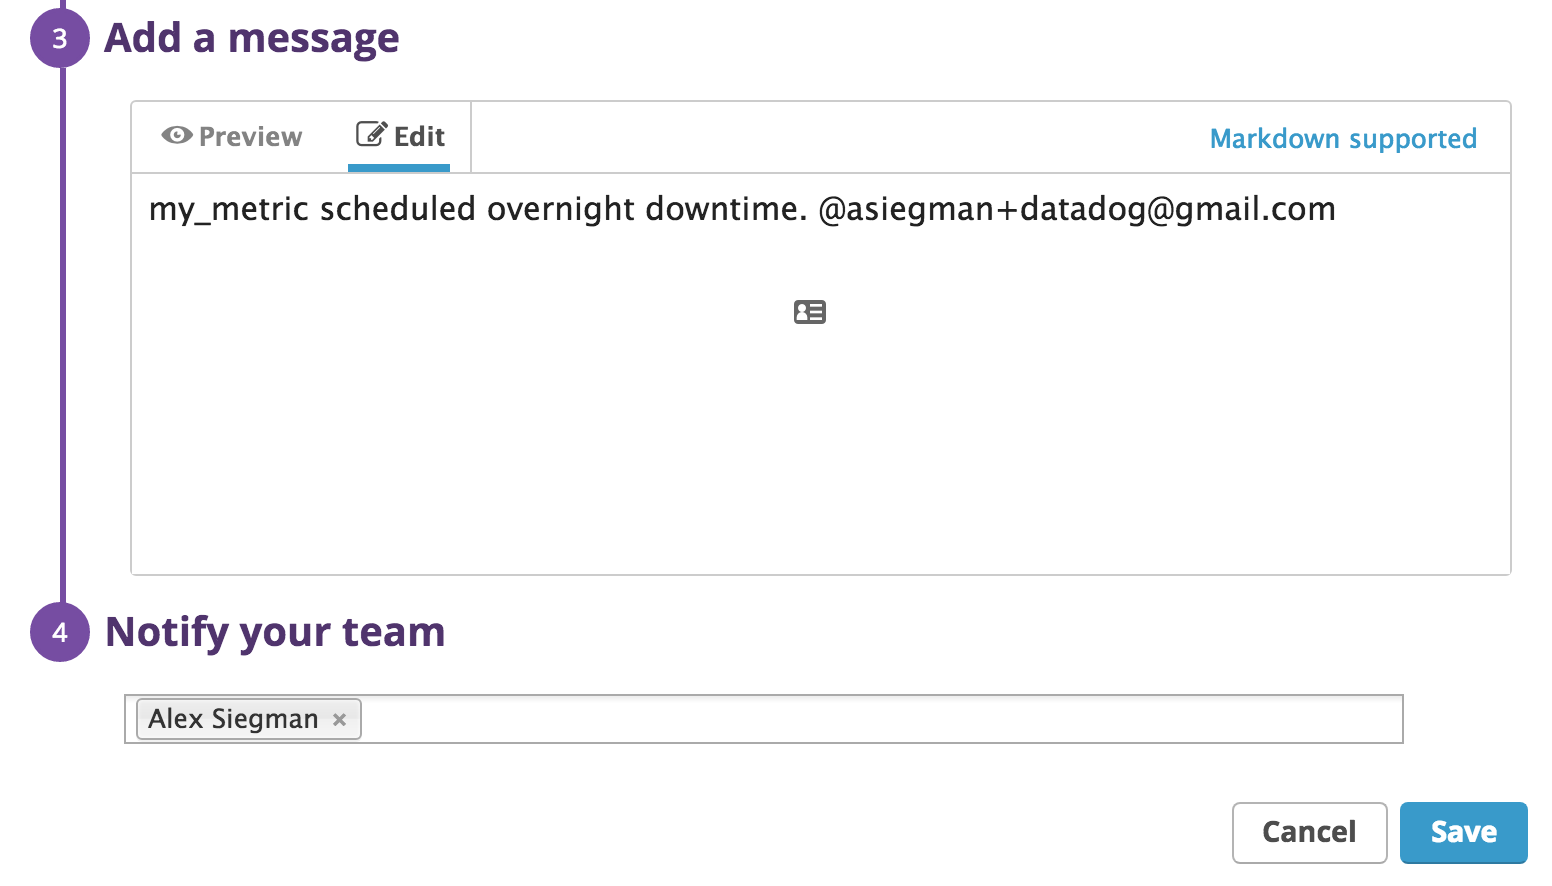 3 Add a message
Preview Edit Markdown supported
my_metric scheduled overnight downtime. @asiegman+datadog@gmail.com
4 Notify your team
Alex Siegman ×
Cancel Save